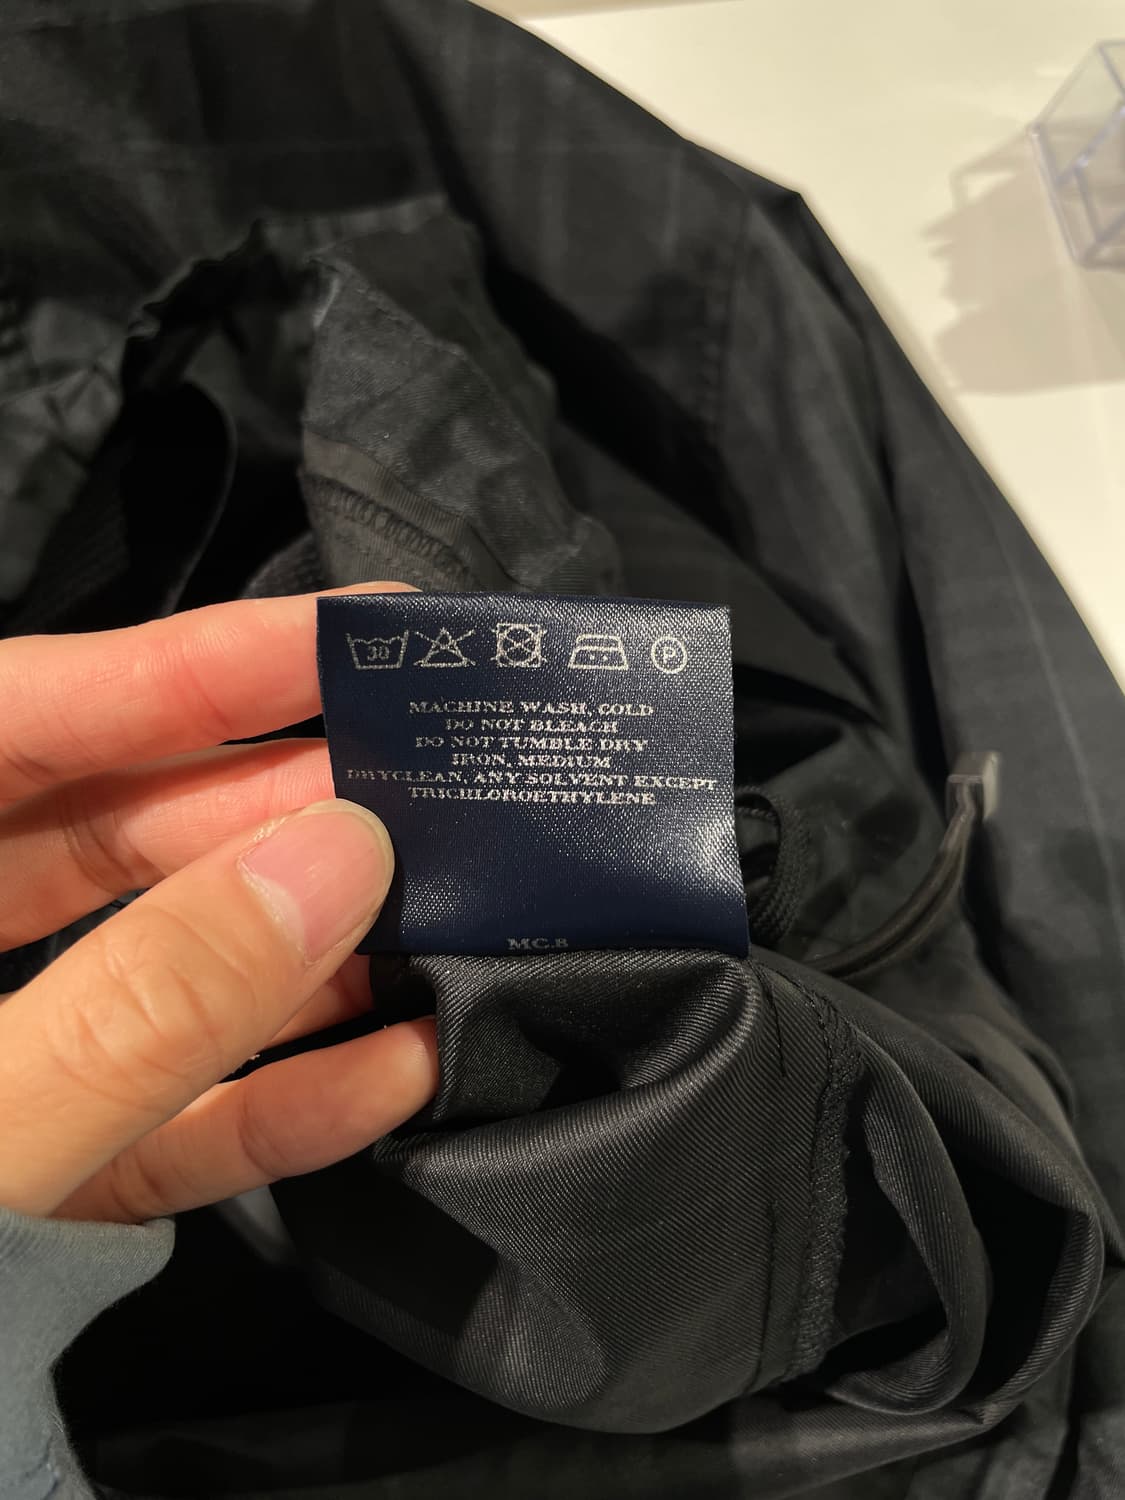 30 P
MACHINE WASH, COLD
DO NOT BLEACH
DO NOT TUMBLE DRY
IRON, MEDIUM
DRYCLEAN, ANY SOLVENT EXCEPT
TRICHLOROETHYLENE
MC.8